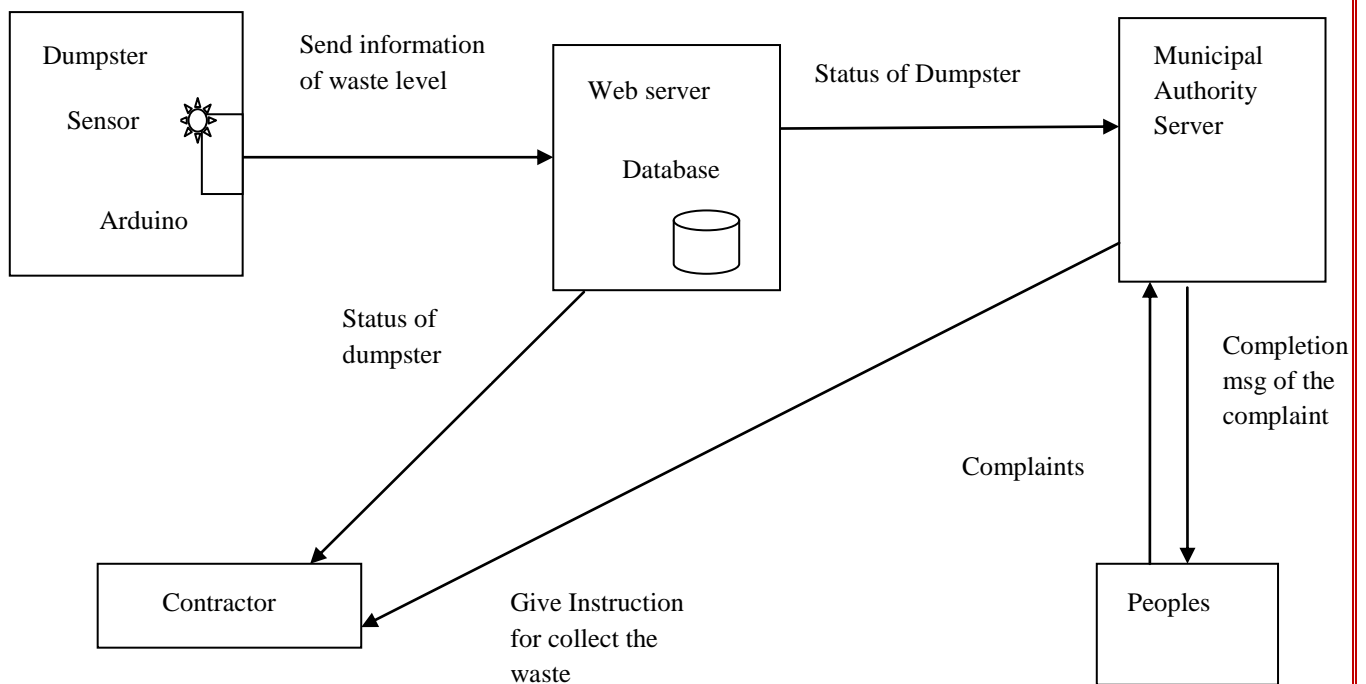 Dumpster
Sensor
Arduino
Send information
of waste level
Web server
Database
Status of Dumpster
Municipal
Authority
Server
Status of
dumpster
Completion
msg of the
complaint
Complaints
Contractor
Give Instruction
for collect the
waste
Peoples